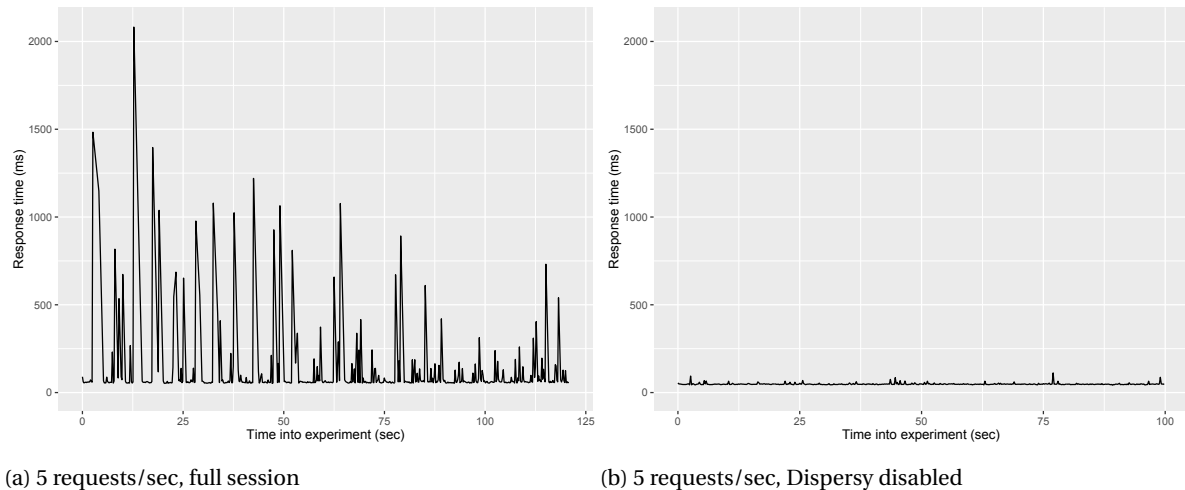 2000
1500
1000
500
0
Response time (ms)
0 25 50 75 100 125
Time into experiment (sec)
(a) 5 requests/sec, full session
2000
1500
1000
500
0
Response time (ms)
0 25 50 75 100
Time into experiment (sec)
(b) 5 requests/sec, Dispersy disabled